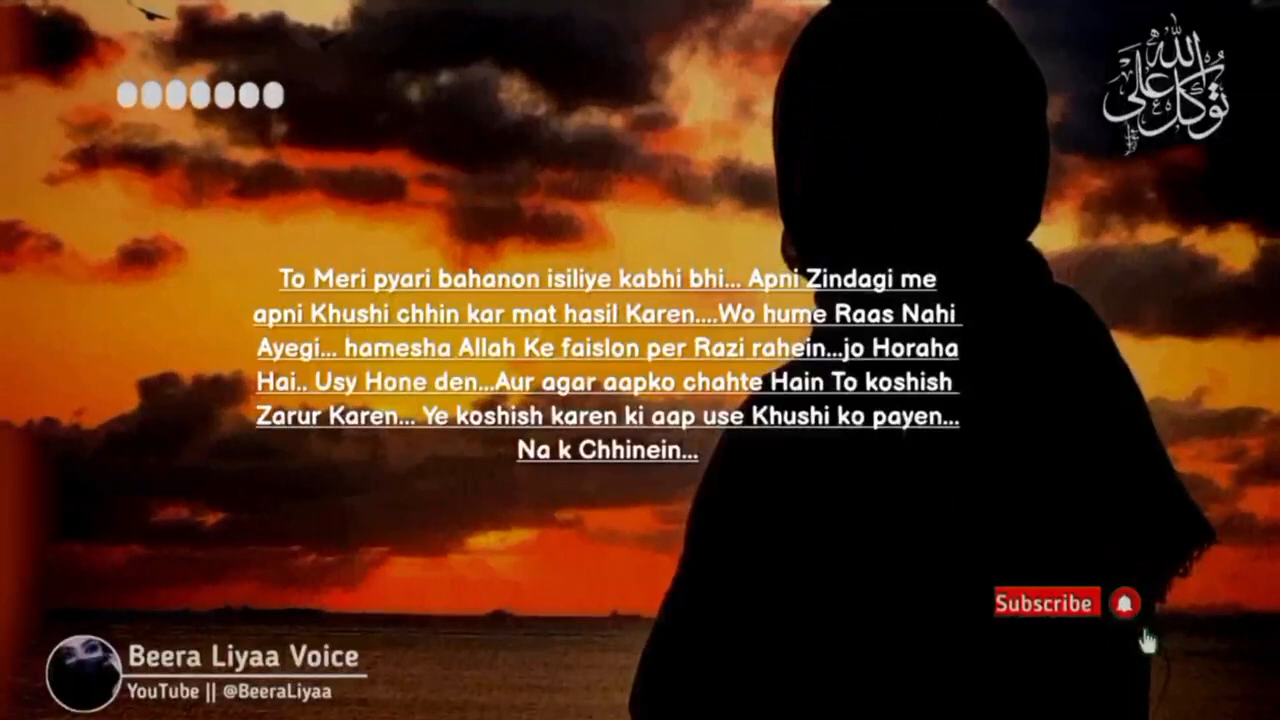 توكل على الله
To Meri pyari bahanon isiliye kabhi bhi... Apni Zindagi me
apni Khushi chhin kar mat hasil Karen....Wo hume Raas Nahi
Ayegi... hamesha Allah Ke faislon per Razi rahein...jo Horaha
Hai.. Usy Hone den...Aur agar aapko chahte Hain To koshish
Zarur Karen... Ye koshish karen ki aap use Khushi ko payen...
Na k Chhinein...
Subscribe
Beera Liyaa Voice
YouTube || @BeeraLiyaa